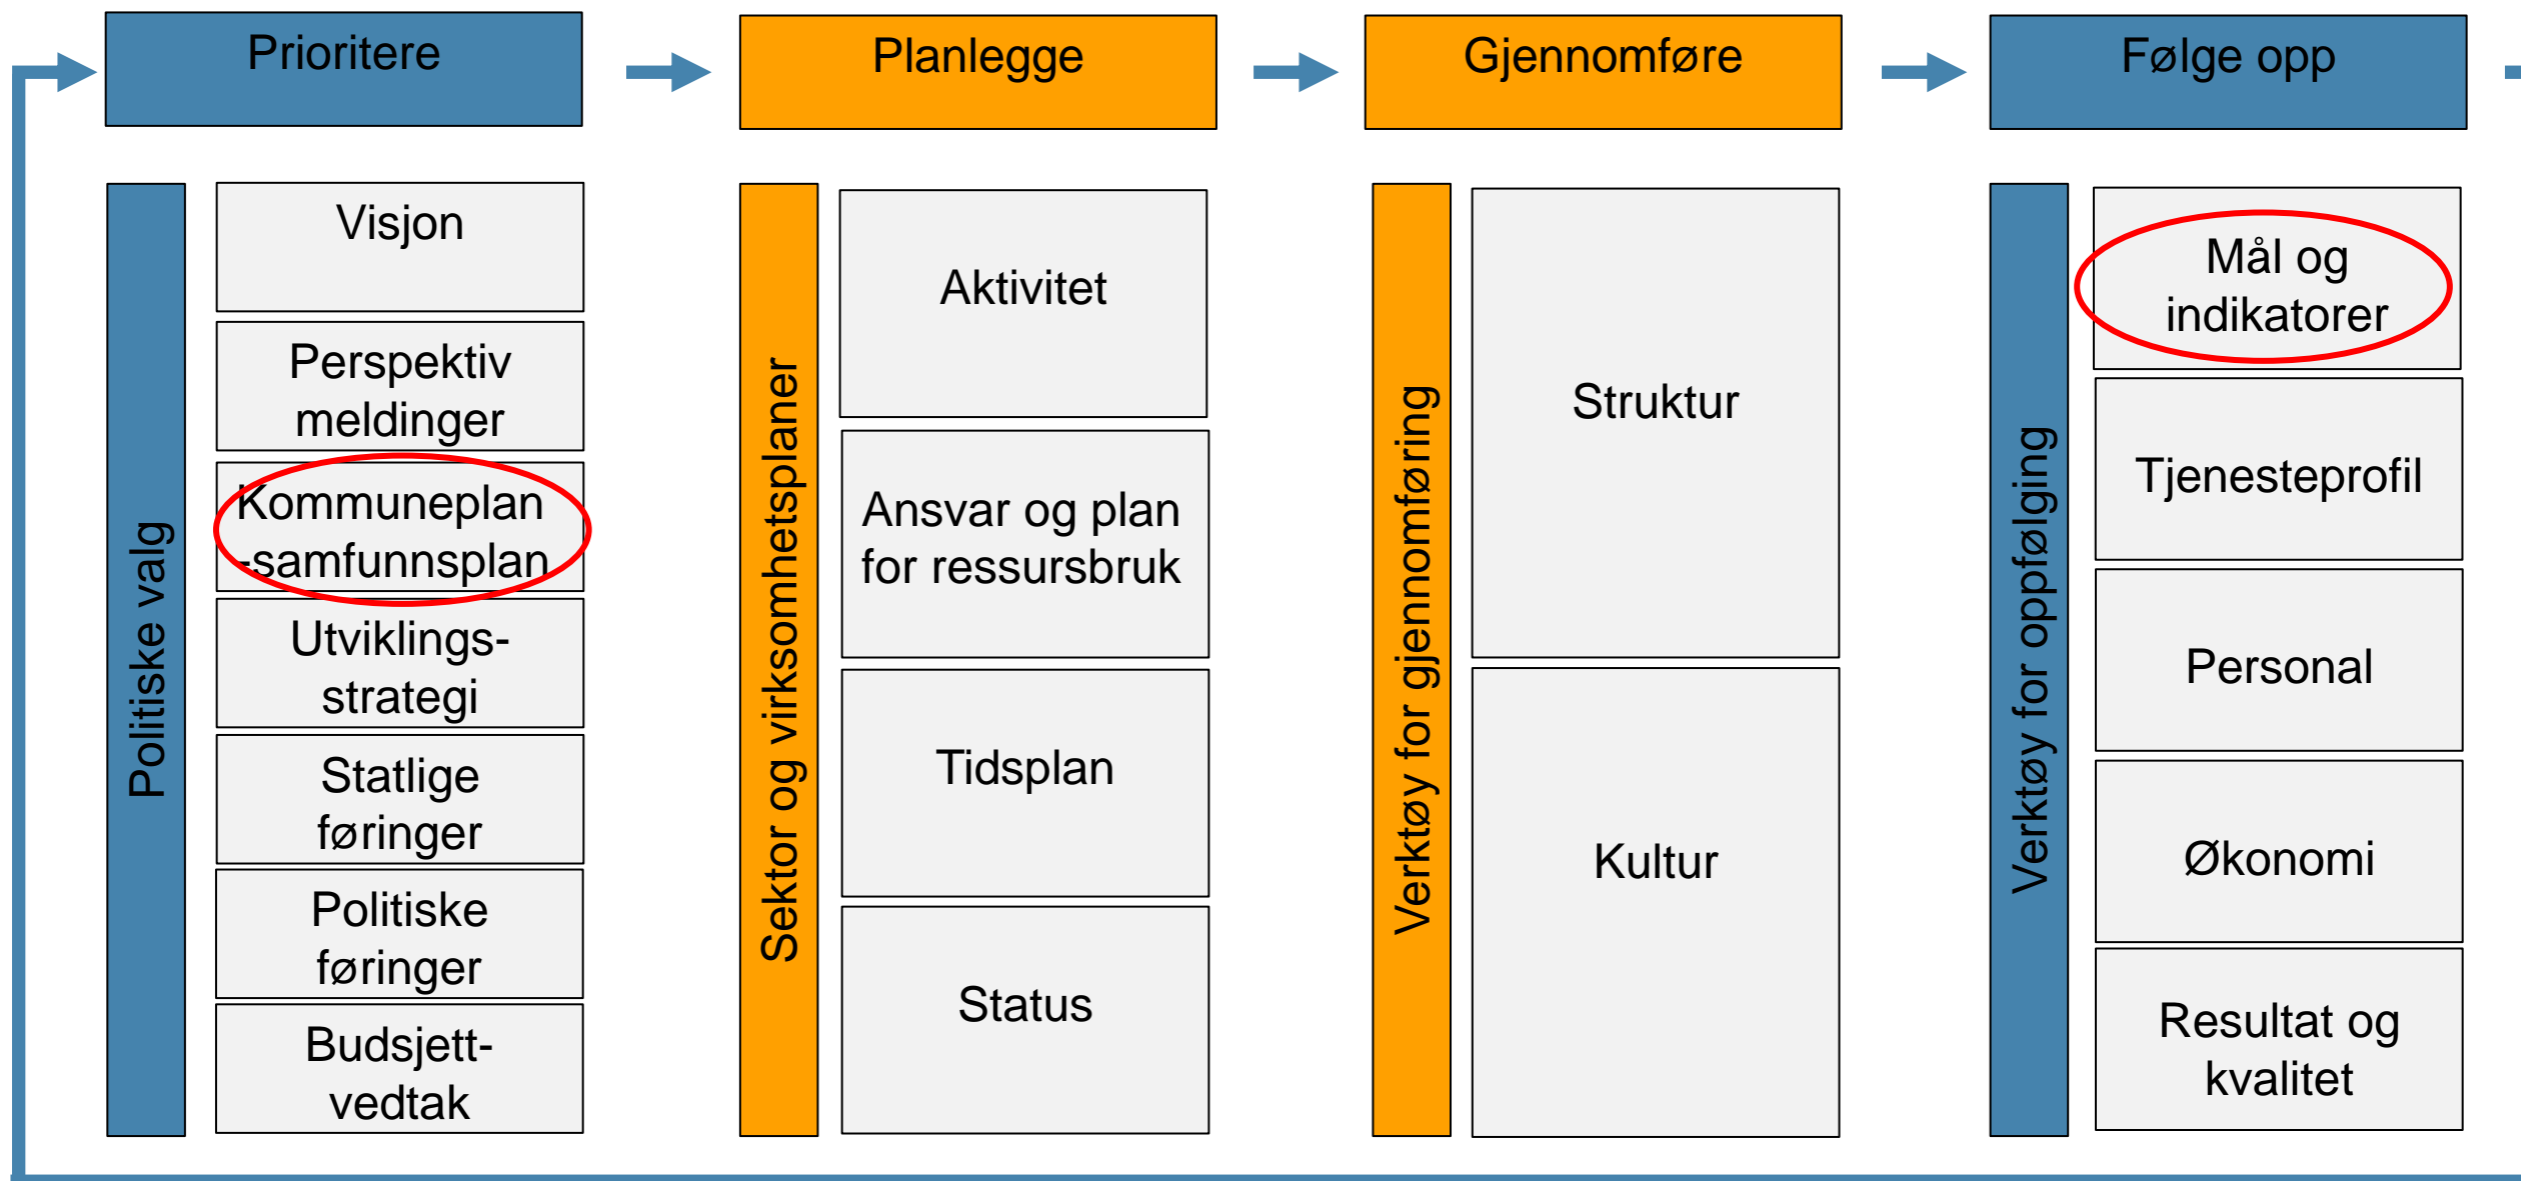 Prioritere
Planlegge
Gjennomføre
Følge opp
Politiske valg
Visjon
Perspektiv
meldinger
Kommuneplan
-samfunnsplan
Utviklings-
strategi
Statlige
føringer
Politiske
føringer
Budsjett-
vedtak
Sektor og virksomhetsplaner
Aktivitet
Ansvar og plan
for ressursbruk
Tidsplan
Status
Verktøy for gjennomføring
Struktur
Kultur
Verktøy for oppfølging
Mål og
indikatorer
Tjenesteprofil
Personal
Økonomi
Resultat og
kvalitet